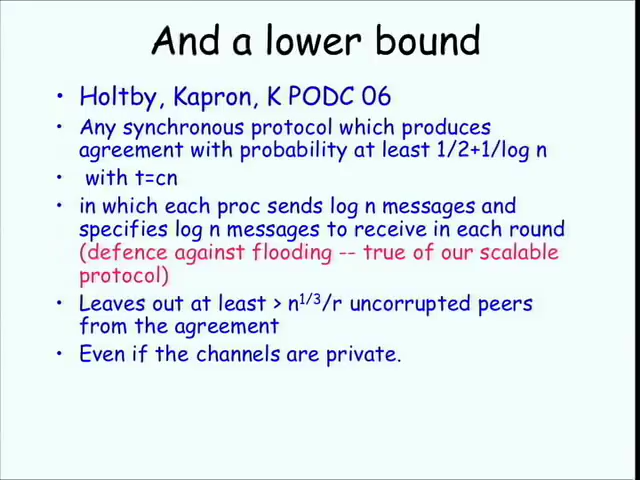 And a lower bound
• Holtby, Kapron, K PODC 06
• Any synchronous protocol which produces
agreement with probability at least 1/2+1/log n
• with t=cn
• in which each proc sends log n messages and
specifies log n messages to receive in each round
(defence against flooding -- true of our scalable
protocol)
• Leaves out at least > n^1/3/r uncorrupted peers
from the agreement
• Even if the channels are private.